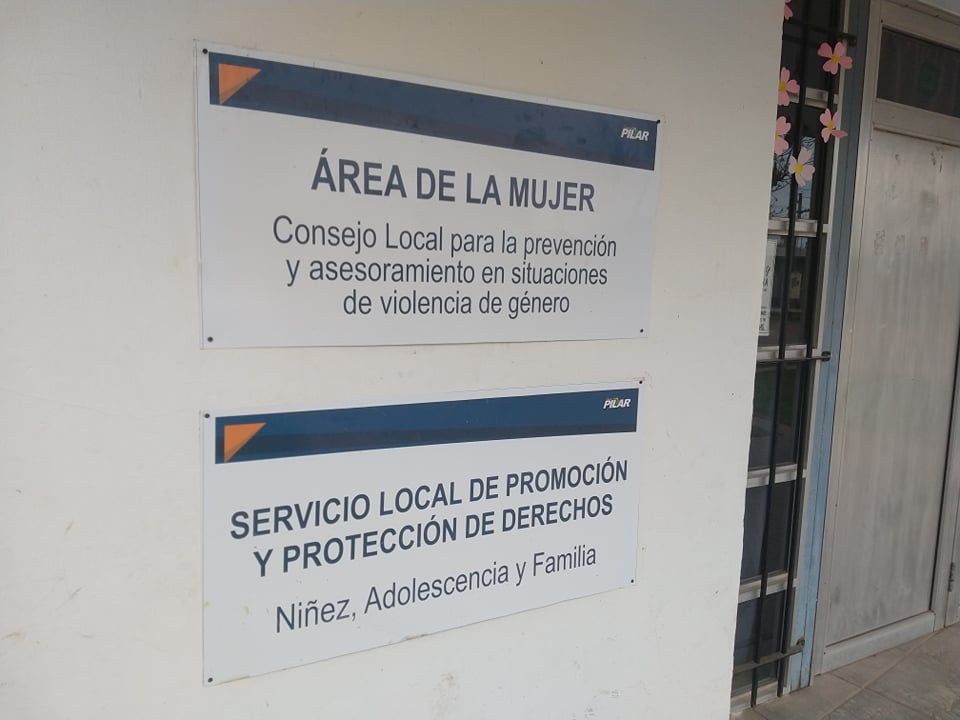 PILAR
ÁREA DE LA MUJER
Consejo Local para la prevención
y asesoramiento en situaciones
de violencia de género
PILAR
SERVICIO LOCAL DE PROMOCIÓN
Y PROTECCIÓN DE DERECHOS
Niñez, Adolescencia y Familia